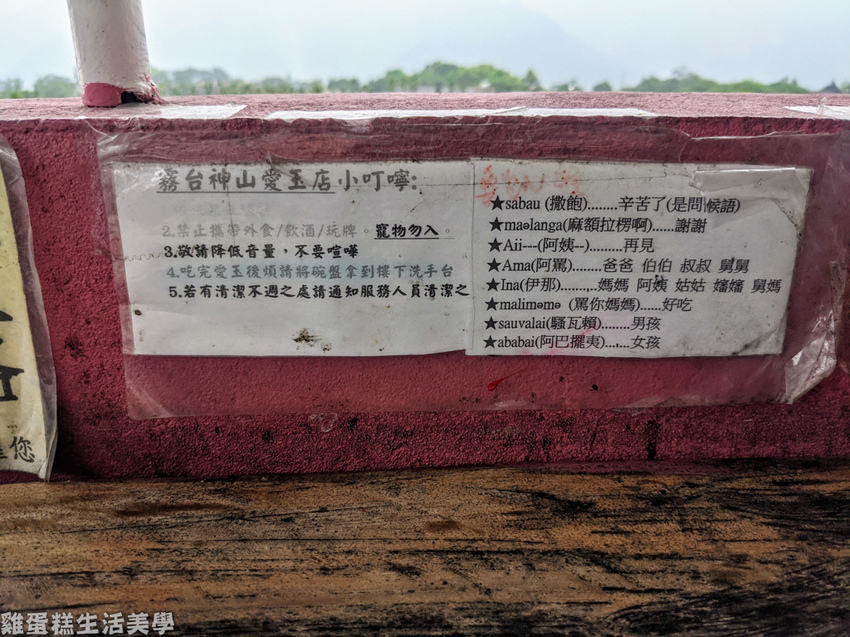 霧台神山愛玉店小叮嚀:
2.禁止攜帶外食/飲酒/玩牌。寵物勿入。
3.敬請降低音量，不要喧嘩
4.吃完愛玉後煩請將碗盤拿到樓下洗手台
5.若有清潔不週之處請通知服務人員清潔之
★sabau (撒飽)........辛苦了(是問候語)
★maəlanga(麻額拉楞啊)......謝謝
★Aii---(阿姨--).........再見
★Ama(阿罵)........爸爸 伯伯 叔叔 舅舅
★Ina(伊那)..........媽媽 阿姨 姑姑 嬸嬸 舅媽
★maliməmə (罵你媽媽)......好吃
★sauvalai(騷瓦賴)........男孩
★ababai(阿巴擺夷)......女孩
您
雞蛋糕生活美學